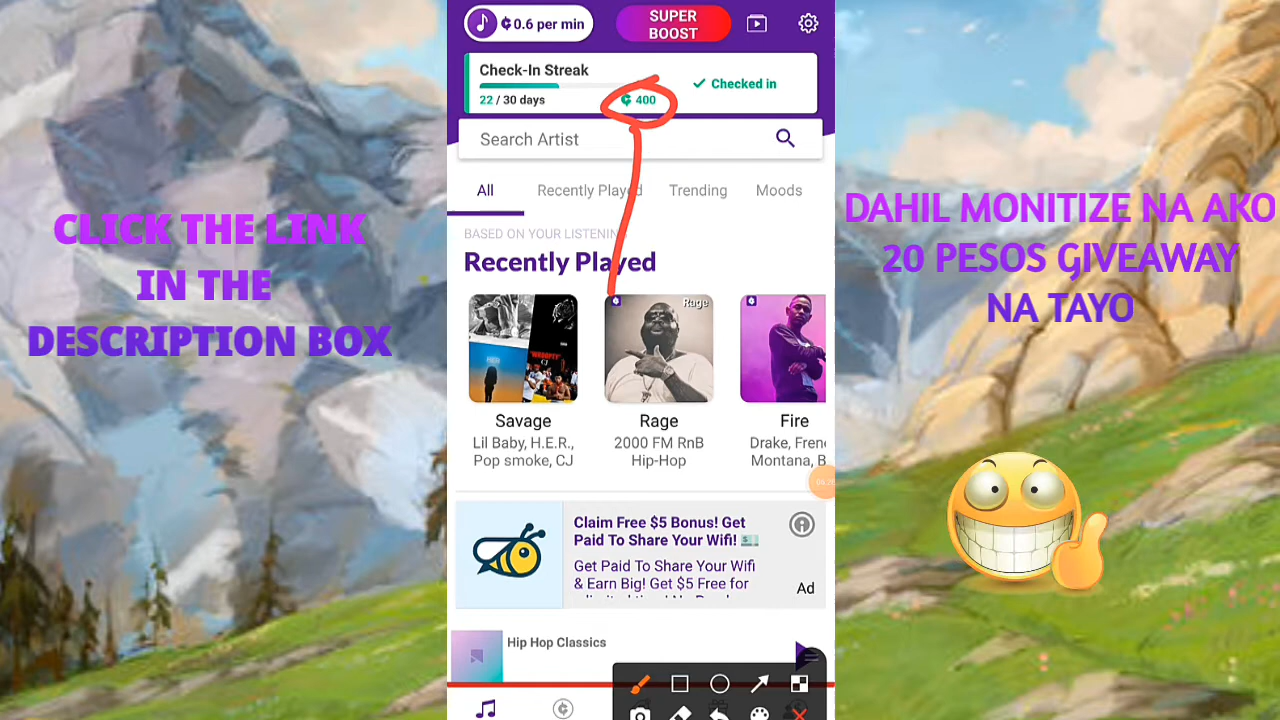 CLICK THE LINK
IN THE
DESCRIPTION BOX
₵ 0.6 per min
SUPER
BOOST
Check-In Streak
22 / 30 days
₵ 400
Checked in
Search Artist
All
Recently Played
Trending
Moods
BASED ON YOUR LISTENING
Recently Played
Rage
Savage
Lil Baby, H.E.R.,
Pop smoke, CJ
Rage
2000 FM RnB
Hip-Hop
Fire
Drake, Fren
Montana, B
Claim Free $5 Bonus! Get
Paid To Share Your Wifi! 💵
Get Paid To Share Your Wifi
& Earn Big! Get $5 Free for
Ad
Hip Hop Classics
DAHIL MONITIZE NA AKO
20 PESOS GIVEAWAY
NA TAYO